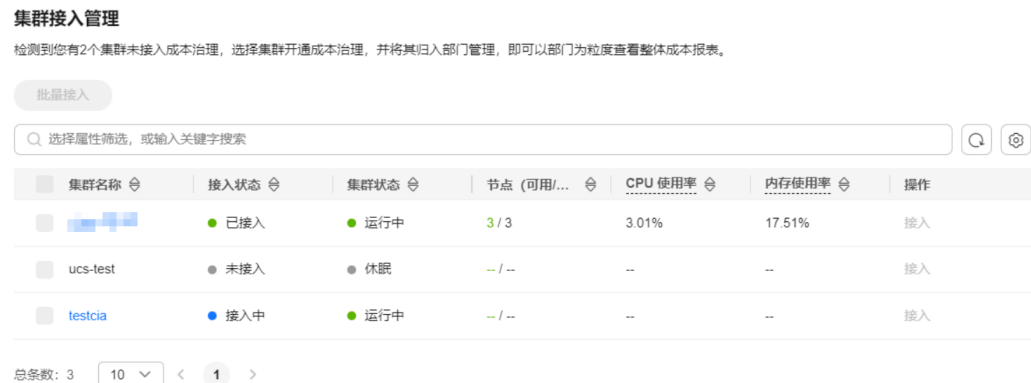 集群接入管理
检测到您有2个集群未接入成本治理，选择集群开通成本治理，并将其归入部门管理，即可以部门为粒度查看整体成本报表。
批量接入
选择属性筛选，或输入关键字搜索
集群名称 接入状态 集群状态 节点（可用/... CPU 使用率 内存使用率 操作
已接入 运行中 3 / 3 3.01% 17.51% 接入
ucs-test 未接入 休眠 -- / -- -- -- 接入
testcia 接入中 运行中 -- / -- -- -- 接入
总条数：3 10 1